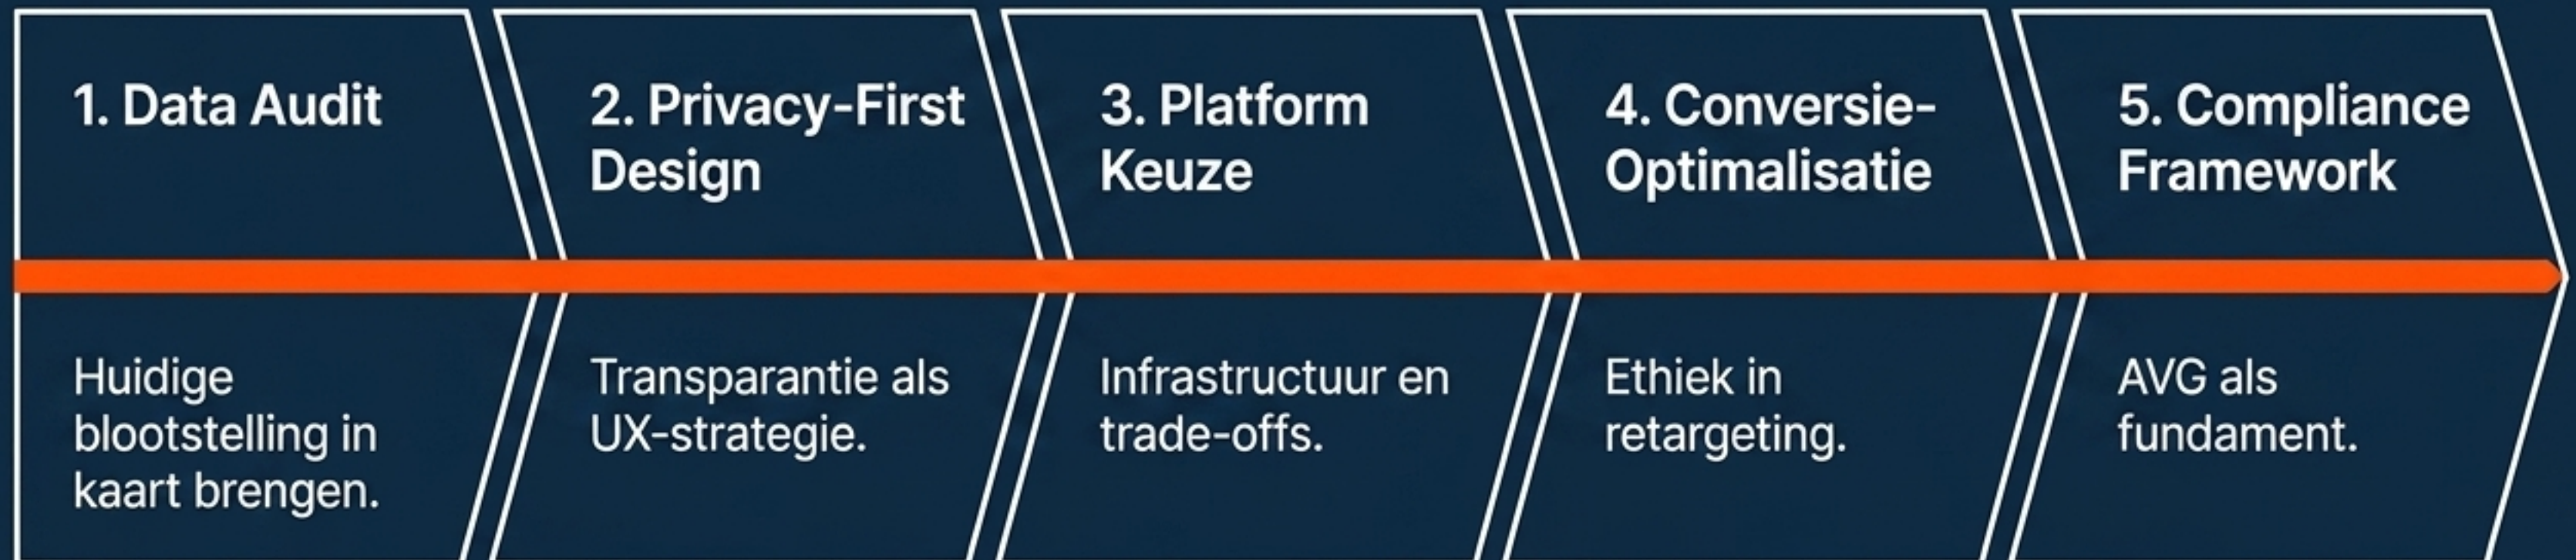 1. Data Audit
Huidige
blootstelling in
kaart brengen.
2. Privacy-First
Design
Transparantie als
UX-strategie.
3. Platform
Keuze
Infrastructuur en
trade-offs.
4. Conversie-
Optimalisatie
Ethiek in
retargeting.
5. Compliance
Framework
AVG als
fundament.